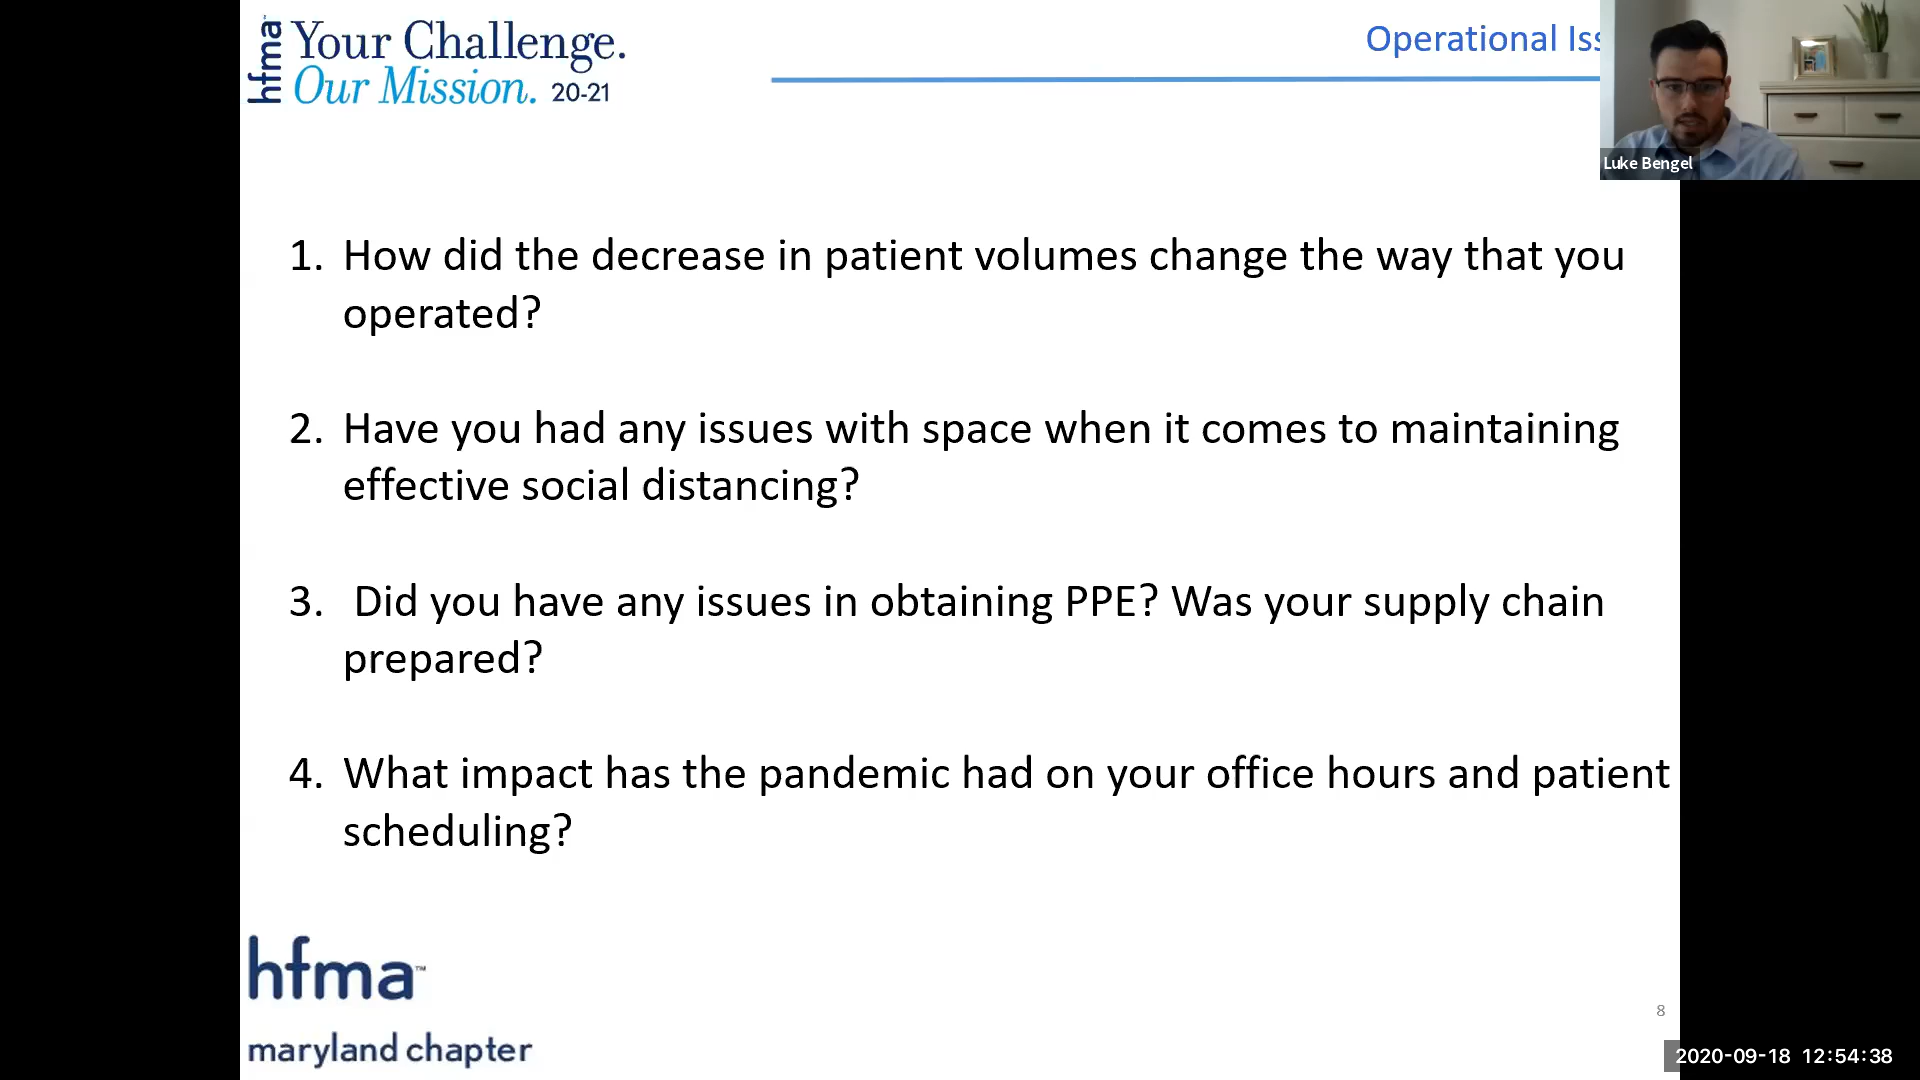 hfma
Your Challenge.
Our Mission. 20-21
Operational
Luke Bengel
1. How did the decrease in patient volumes change the way that you
operated?
2. Have you had any issues with space when it comes to maintaining
effective social distancing?
3. Did you have any issues in obtaining PPE? Was your supply chain
prepared?
4. What impact has the pandemic had on your office hours and patient
scheduling?
hfma™
maryland chapter
8
2020-09-18 12:54:38